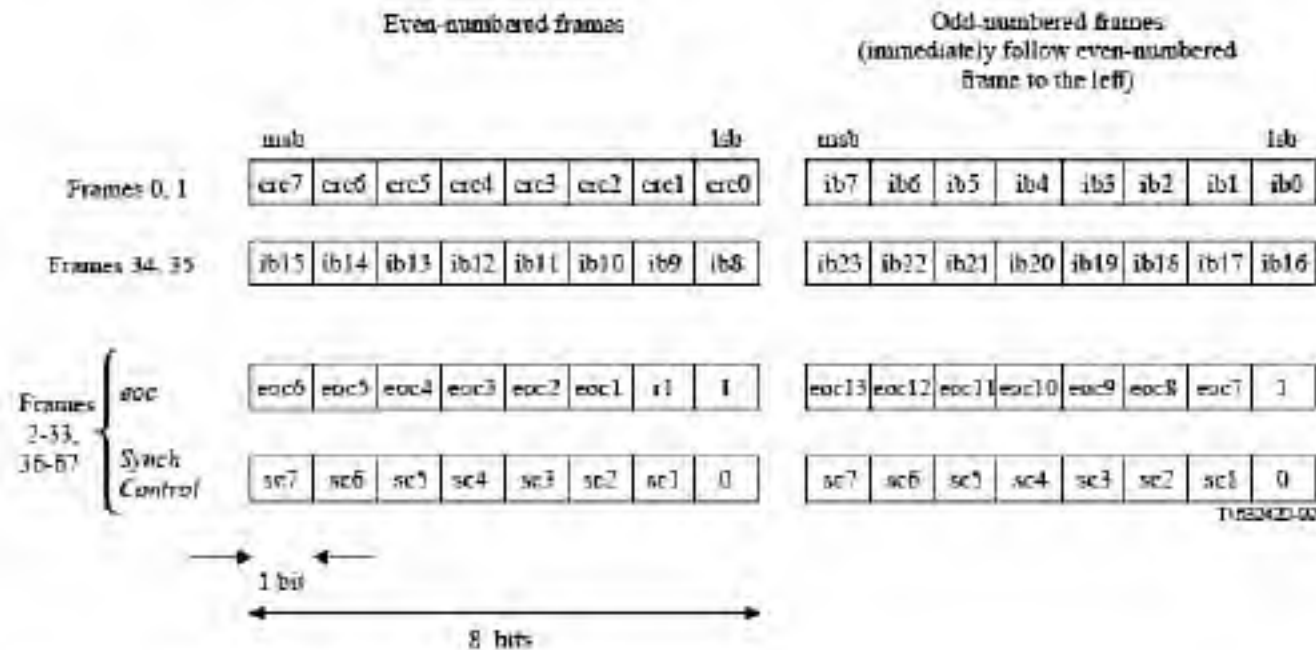 Even-numbered frames
Odd-numbered frames
(immediately follow even-numbered
frame to the left)
msb lsb msb lsb
Frames 0, 1 crc7 crc6 crc5 crc4 crc3 crc2 crc1 crc0 ib7 ib6 ib5 ib4 ib3 ib2 ib1 ib0
Frames 34, 35 ib15 ib14 ib13 ib12 ib11 ib10 ib9 ib8 ib23 ib22 ib21 ib20 ib19 ib18 ib17 ib16
eoc eoc6 eoc5 eoc4 eoc3 eoc2 eoc1 r1 1 eoc13 eoc12 eoc11 eoc10 eoc9 eoc8 eoc7 1
Frames
2-33,
36-67
Synch
Control
sc7 sc6 sc5 sc4 sc3 sc2 sc1 0 sc7 sc6 sc5 sc4 sc3 sc2 sc1 0
1 bit
8 bits